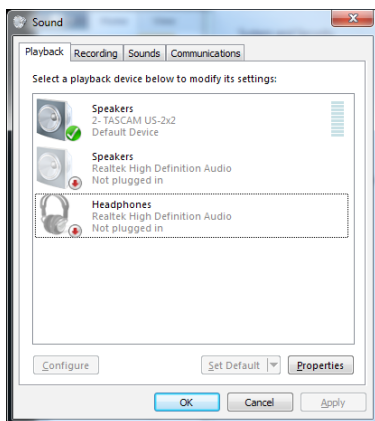 Sound
Playback Recording Sounds Communications
Select a playback device below to modify its settings:
Speakers
2- TASCAM US-2x2
Default Device
Speakers
Realtek High Definition Audio
Not plugged in
Headphones
Realtek High Definition Audio
Not plugged in
Configure Set Default Properties
OK Cancel Apply